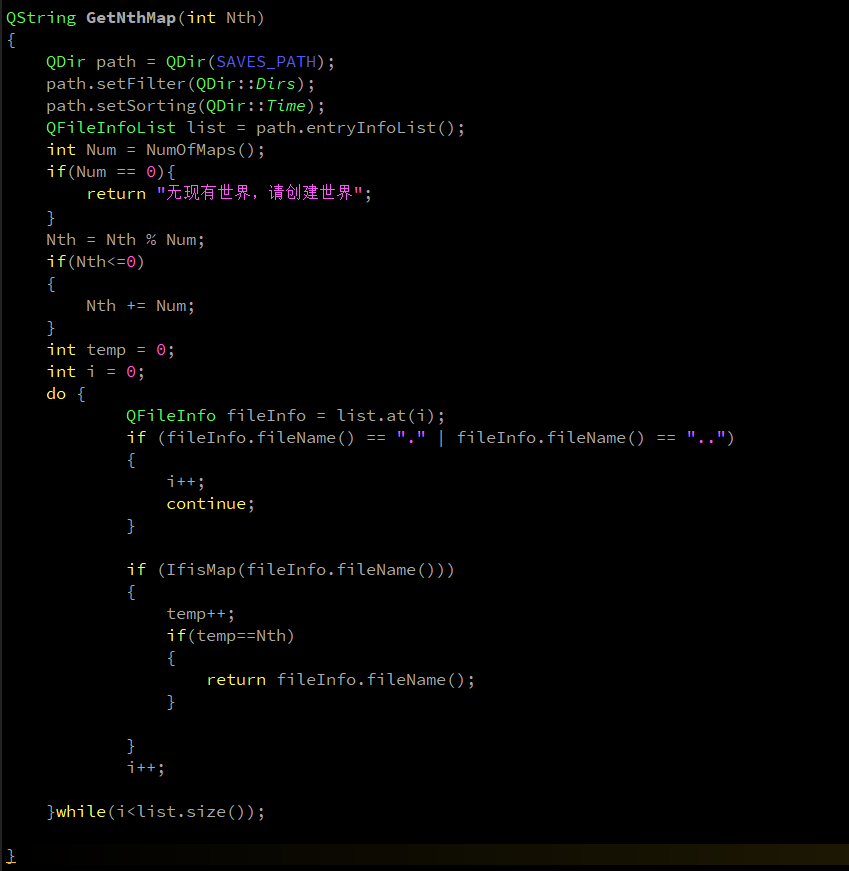 QString GetNthMap(int Nth)
{
    QDir path = QDir(SAVES_PATH);
    path.setFilter(QDir::Dirs);
    path.setSorting(QDir::Time);
    QFileInfoList list = path.entryInfoList();
    int Num = NumOfMaps();
    if(Num == 0){
        return "无现有世界，请创建世界";
    }
    Nth = Nth % Num;
    if(Nth<=0)
    {
        Nth += Num;
    }
    int temp = 0;
    int i = 0;
    do {
            QFileInfo fileInfo = list.at(i);
            if (fileInfo.fileName() == "." | fileInfo.fileName() == "..")
            {
                i++;
                continue;
            }
            if (IfisMap(fileInfo.fileName()))
            {
                temp++;
                if(temp==Nth)
                {
                    return fileInfo.fileName();
                }
            }
            i++;
    }while(i<list.size());
}